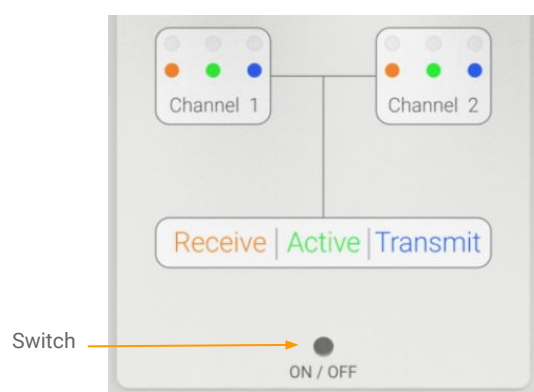 Channel 1
Channel 2
Receive | Active | Transmit
Switch
ON / OFF